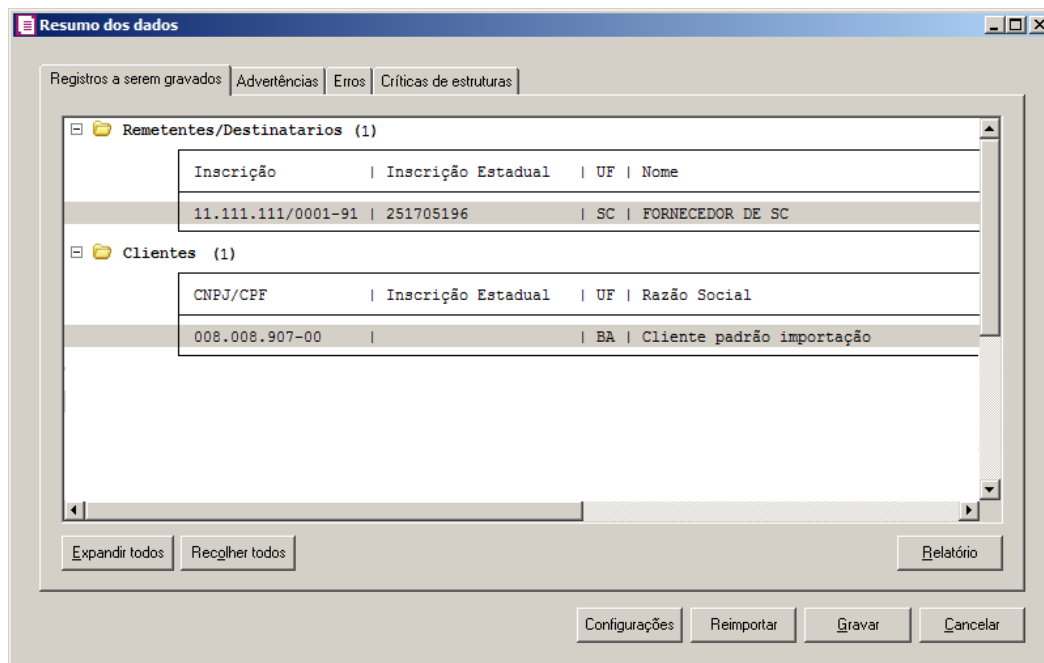 Resumo dos dados
Registros a serem gravados Advertências Erros Críticas de estruturas
Remetentes/Destinatarios (1)
Inscrição | Inscrição Estadual | UF | Nome
11.111.111/0001-91 | 251705196 | SC | FORNECEDOR DE SC
Clientes (1)
CNPJ/CPF | Inscrição Estadual | UF | Razão Social
008.008.907-00 | | BA | Cliente padrão importação
Expandir todos Recolher todos Relatório
Configurações Reimportar Gravar Cancelar